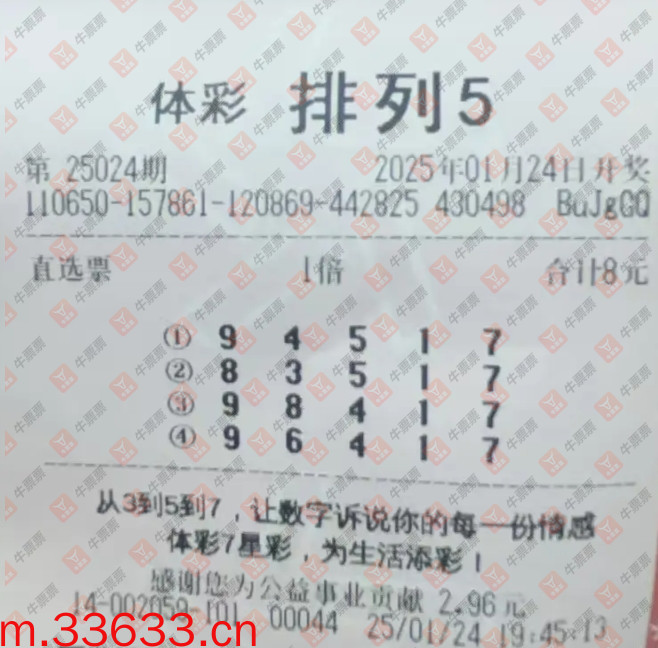 体彩 排列5
第 25024期 2025年01月24日开奖
110650-157861-120869-442825 430498 BuJgGQ
直选票 1倍 合计8元
① 9 4 5 1 7
② 8 3 5 1 7
③ 9 8 4 1 7
④ 9 6 4 1 7
从3到5到7，让数字诉说你的每一份情感
体彩7星彩，为生活添彩！
感谢您为公益事业贡献 2.96元
14-002059-101 00044 25/01/24 19:45:13
m.33633.cn
牛票票